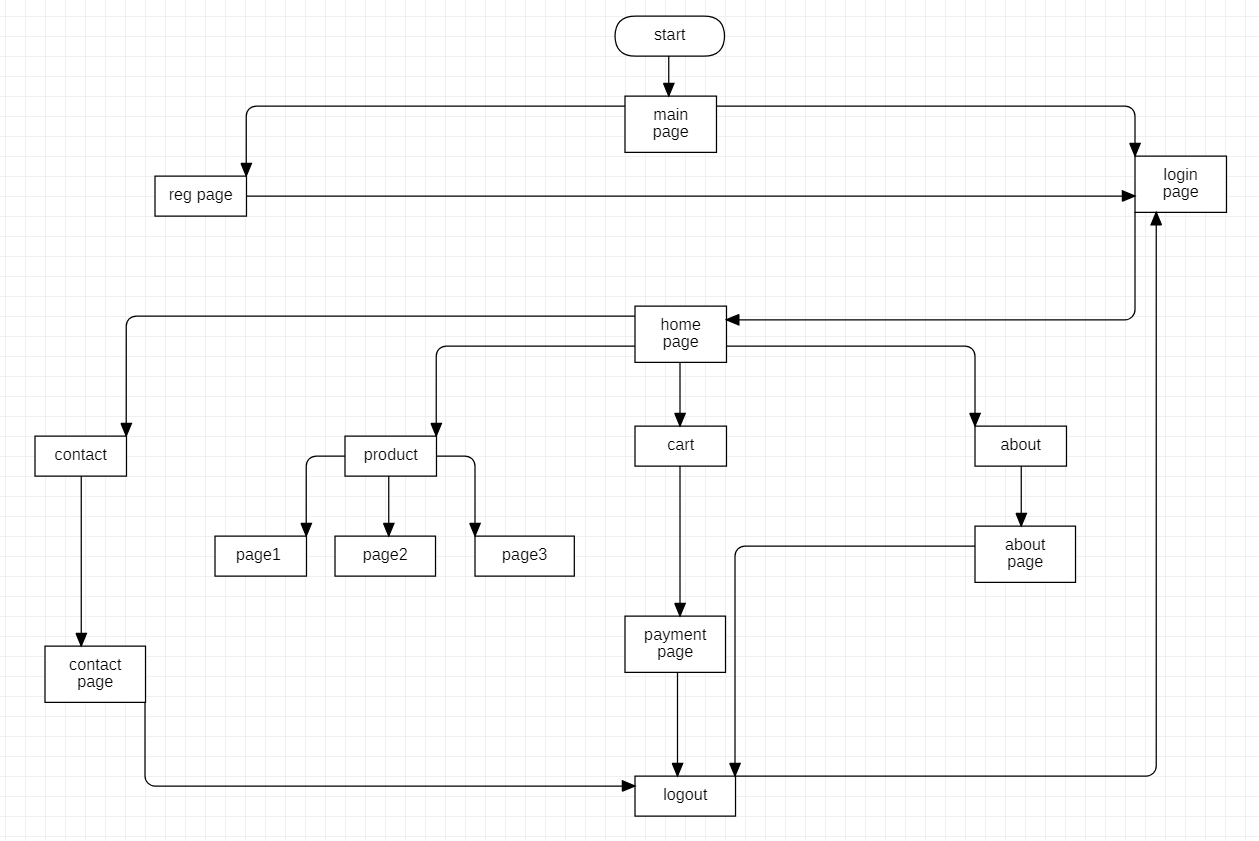 start
main
page
reg page
login
page
home
page
contact
product
cart
about
page1
page2
page3
about
page
payment
page
contact
page
logout